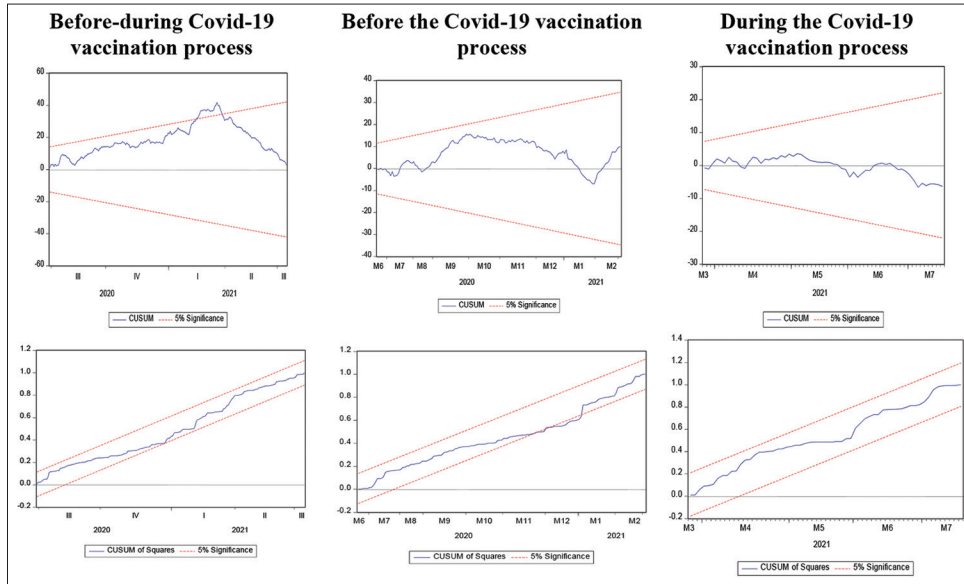 Before-during Covid-19
vaccination process
Before the Covid-19 vaccination
process
During the Covid-19
vaccination process
60
40
20
0
-20
-40
-60
III
IV
I
II
III
2020
2021
CUSUM
5% Significance
40
30
20
10
0
-10
-20
-30
-40
M6
M7
M8
M9
M10
M11
M12
M1
M2
2020
2021
CUSUM
5% Significance
30
20
10
0
-10
-20
-30
M3
M4
M5
M6
M7
2021
CUSUM
5% Significance
1.2
1.0
0.8
0.6
0.4
0.2
0.0
-0.2
III
IV
I
II
III
2020
2021
CUSUM of Squares
5% Significance
1.2
1.0
0.8
0.6
0.4
0.2
0.0
-0.2
M6
M7
M8
M9
M10
M11
M12
M1
M2
2020
2021
CUSUM of Squares
5% Significance
1.4
1.2
1.0
0.8
0.6
0.4
0.2
0.0
-0.2
M3
M4
M5
M6
M7
2021
CUSUM of Squares
5% Significance